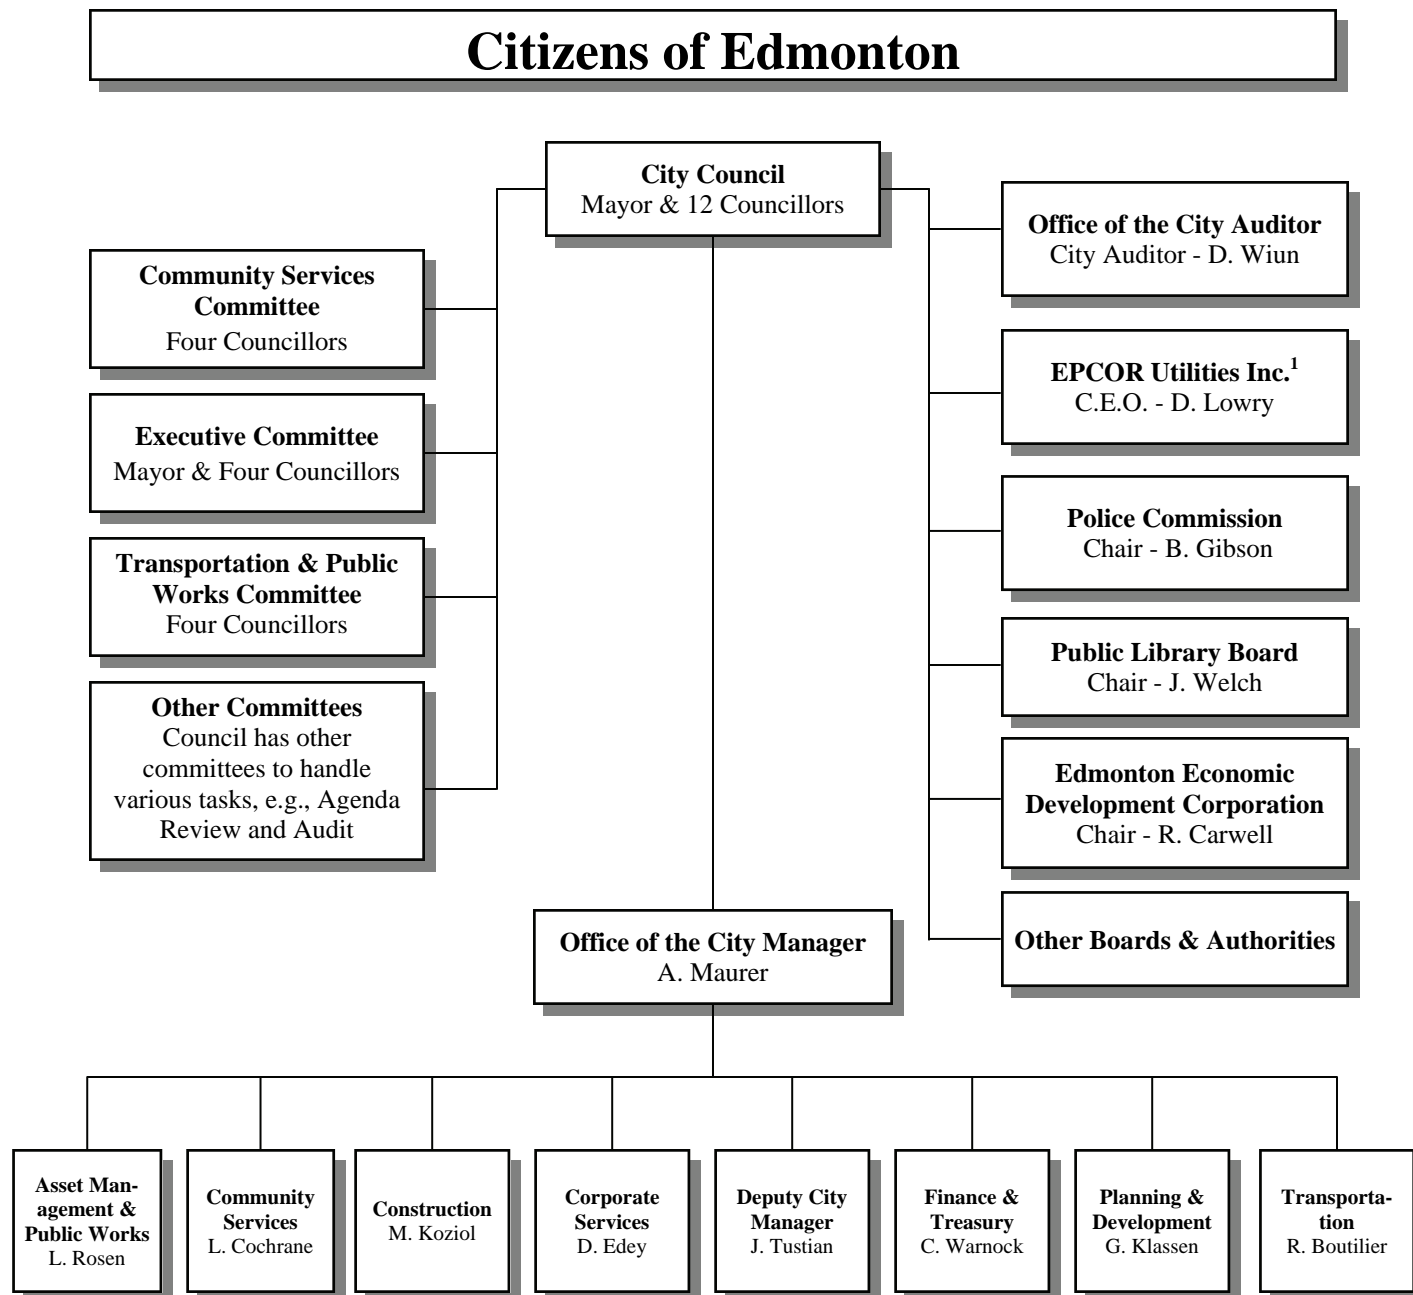 Citizens of Edmonton
City Council
Mayor & 12 Councillors
Community Services
Committee
Four Councillors
Executive Committee
Mayor & Four Councillors
Transportation & Public
Works Committee
Four Councillors
Other Committees
Council has other
committees to handle
various tasks, e.g., Agenda
Review and Audit
Office of the City Auditor
City Auditor - D. Wiun
EPCOR Utilities Inc.¹
C.E.O. - D. Lowry
Police Commission
Chair - B. Gibson
Public Library Board
Chair - J. Welch
Edmonton Economic
Development Corporation
Chair - R. Carwell
Other Boards & Authorities
Office of the City Manager
A. Maurer
Asset Man-
agement &
Public Works
L. Rosen
Community
Services
L. Cochrane
Construction
M. Koziol
Corporate
Services
D. Edey
Deputy City
Manager
J. Tustian
Finance &
Treasury
C. Warnock
Planning &
Development
G. Klassen
Transporta-
tion
R. Boutilier